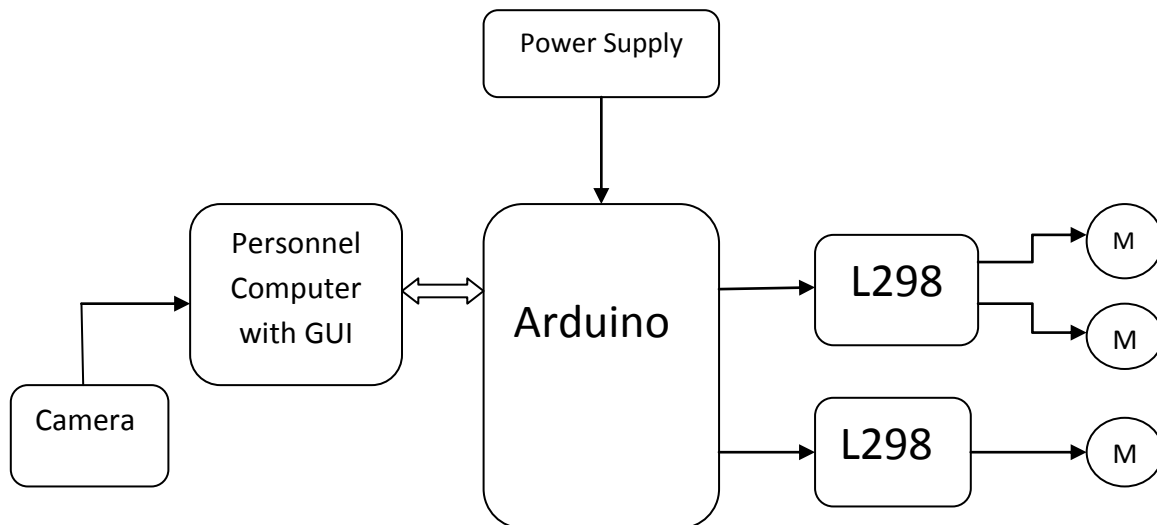 Power Supply
Personnel
Computer
with GUI
Camera
Arduino
L298
M
M
L298
M